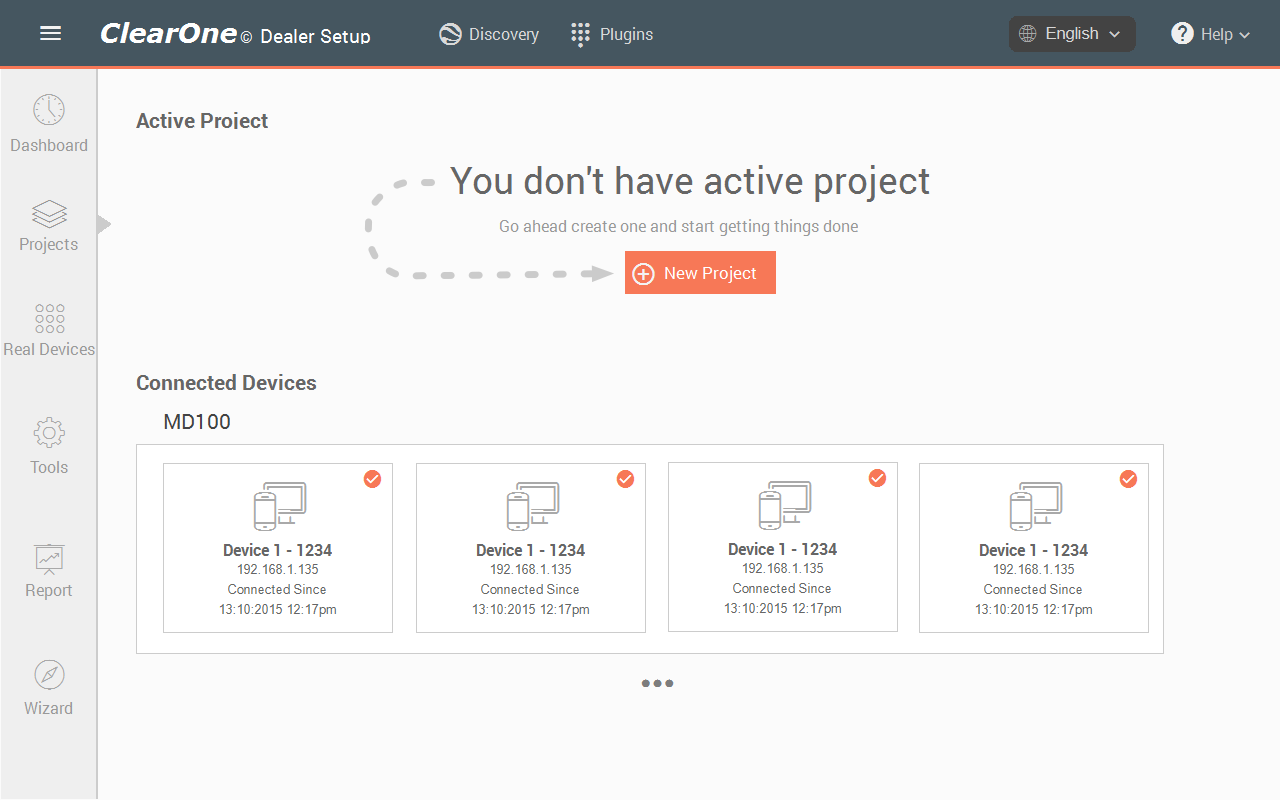 ClearOne© Dealer Setup
Discovery
Plugins
English
Help
Dashboard
Projects
Real Devices
Tools
Report
Wizard
Active Project
You don't have active project
Go ahead create one and start getting things done
New Project
Connected Devices
MD100
Device 1 - 1234
192.168.1.135
Connected Since
13:10:2015 12:17pm
Device 1 - 1234
192.168.1.135
Connected Since
13:10:2015 12:17pm
Device 1 - 1234
192.168.1.135
Connected Since
13:10:2015 12:17pm
Device 1 - 1234
192.168.1.135
Connected Since
13:10:2015 12:17pm